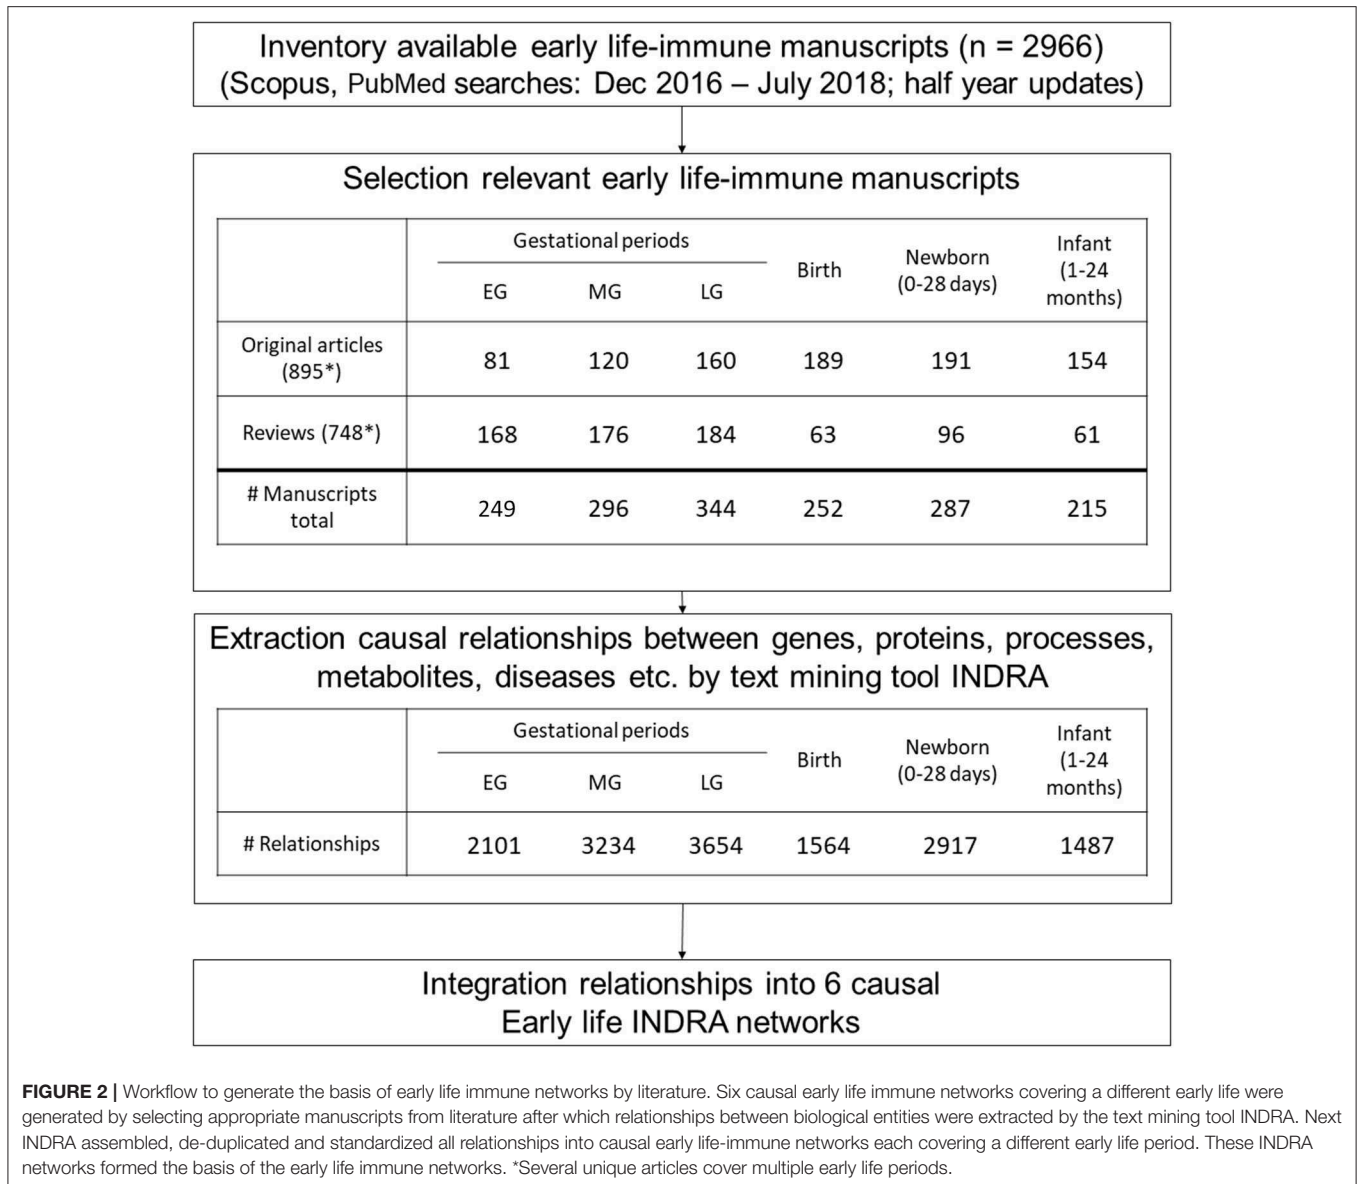 Inventory available early life-immune manuscripts (n = 2966)
(Scopus, PubMed searches: Dec 2016 – July 2018; half year updates)
Selection relevant early life-immune manuscripts
Gestational periods
EG MG LG
Birth
Newborn
(0-28 days)
Infant
(1-24
months)
Original articles
(895*)
81 120 160 189 191 154
Reviews (748*) 168 176 184 63 96 61
# Manuscripts
total
249 296 344 252 287 215
Extraction causal relationships between genes, proteins, processes,
metabolites, diseases etc. by text mining tool INDRA
Gestational periods
EG MG LG
Birth
Newborn
(0-28 days)
Infant
(1-24
months)
# Relationships 2101 3234 3654 1564 2917 1487
Integration relationships into 6 causal
Early life INDRA networks
FIGURE 2 | Workflow to generate the basis of early life immune networks by literature. Six causal early life immune networks covering a different early life were
generated by selecting appropriate manuscripts from literature after which relationships between biological entities were extracted by the text mining tool INDRA. Next
INDRA assembled, de-duplicated and standardized all relationships into causal early life-immune networks each covering a different early life period. These INDRA
networks formed the basis of the early life immune networks. *Several unique articles cover multiple early life periods.